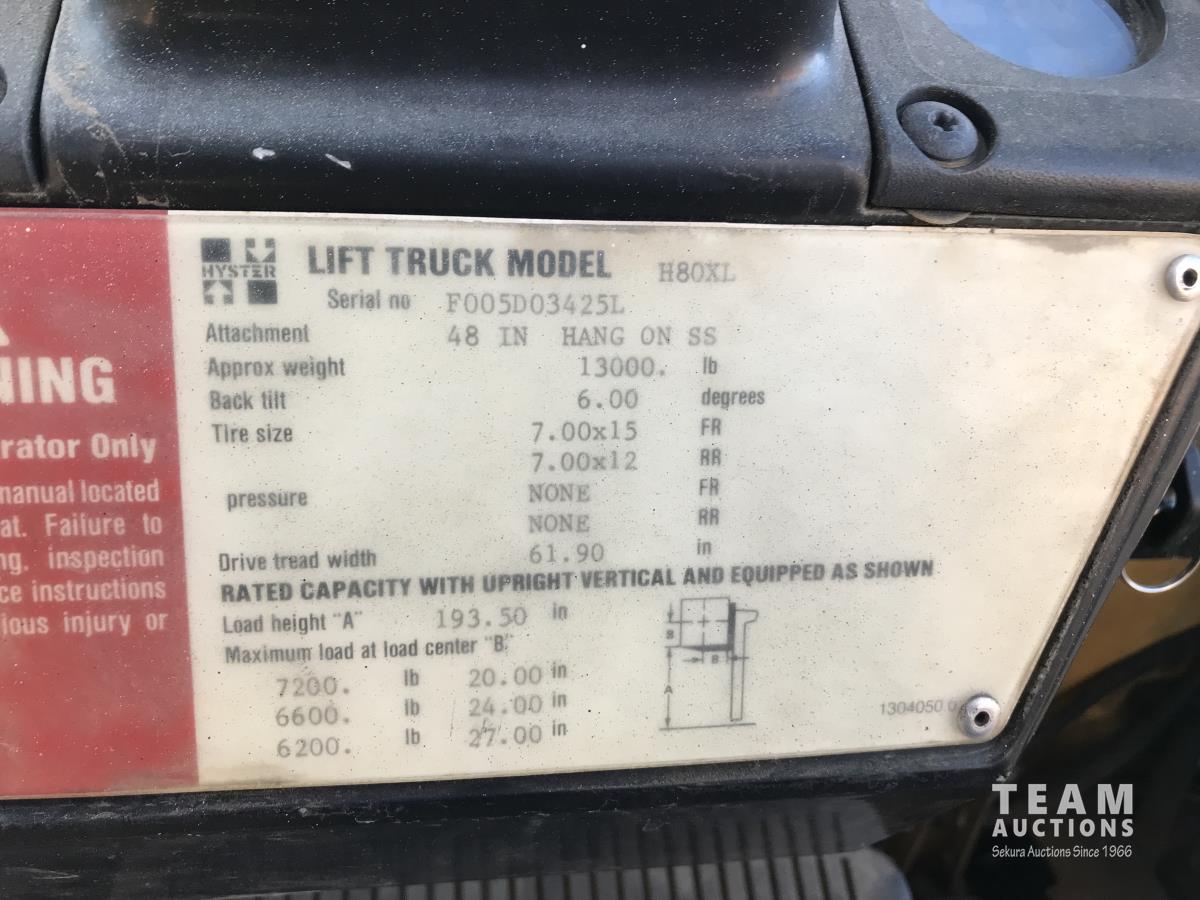 HYSTER
LIFT TRUCK MODEL H80XL
Serial no F005D03425L
Attachment 48 IN HANG ON SS
Approx weight 13000. lb
Back tilt 6.00 degrees
Tire size 7.00x15 FR
7.00x12 RR
pressure NONE FR
NONE RR
Drive tread width 61.90 in
RATED CAPACITY WITH UPRIGHT VERTICAL AND EQUIPPED AS SHOWN
Load height "A" 193.50 in
Maximum load at load center "B"
7200. lb 20.00 in
6600. lb 24.00 in
6200. lb 27.00 in
B
B
A
1304050 0
NING
rator Only
manual located
at. Failure to
ng, inspection
ce instructions
ious injury or
TEAM
AUCTIONS
Sekura Auctions Since 1966